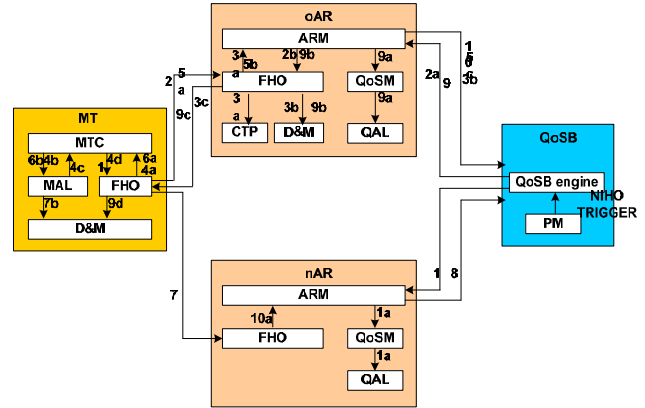 oAR
ARM
3 2b 9b
a 5b
9a
FHO
QoSM
3
a
3b 9b
9a
CTP
D&M
QAL
2
5
a
9c
3c
2a
9
1
3b
MT
MTC
6b 4b
4c
1
4d
6a
4a
MAL
FHO
7b
9d
D&M
QoSB
QoSB engine
NIHO
TRIGGER
PM
7
1
8
nAR
ARM
10a
1a
FHO
QoSM
1a
QAL